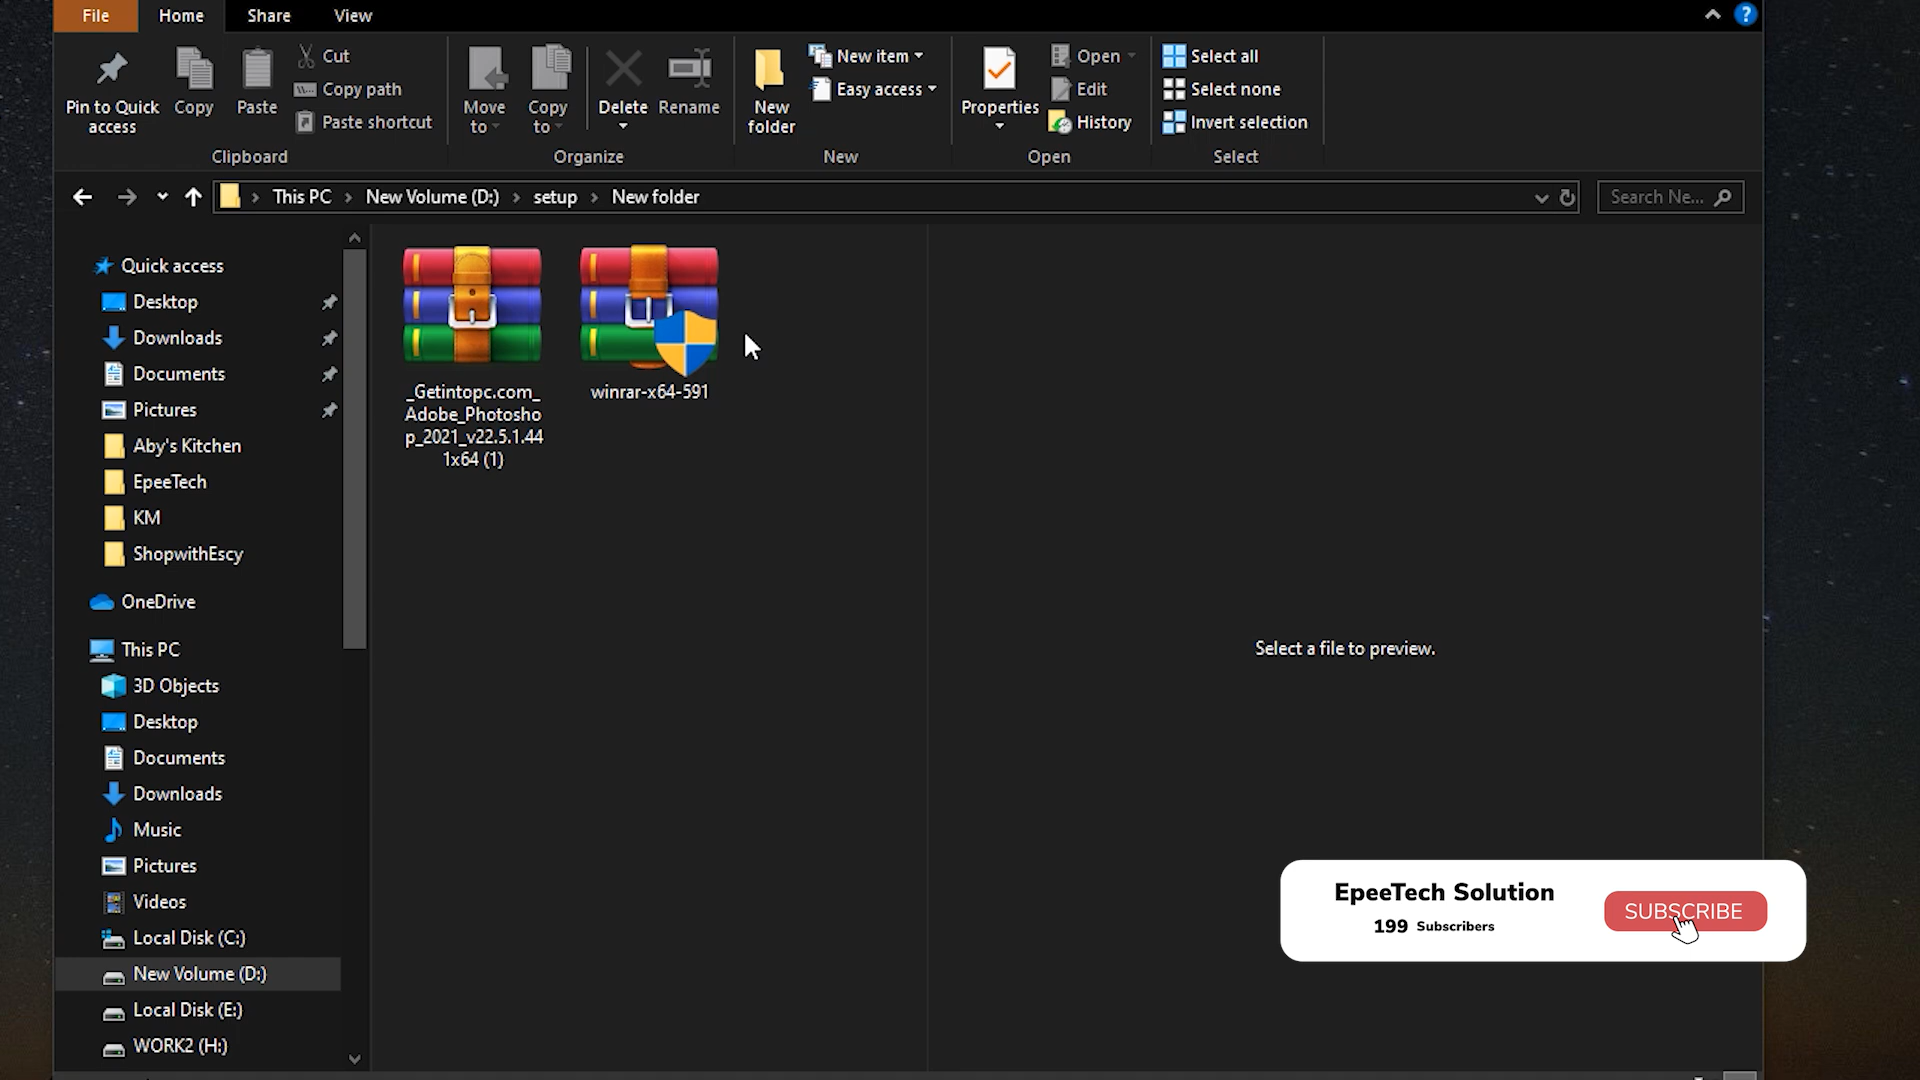 File
Home
Share
View
Pin to Quick
access
Copy
Paste
Cut
Copy path
Paste shortcut
Clipboard
Move
to
Copy
to
Delete
Rename
Organize
New
folder
New item
Easy access
New
Properties
Open
Edit
History
Open
Select all
Select none
Invert selection
Select
This PC
New Volume (D:)
setup
New folder
Search Ne...
Quick access
Desktop
Downloads
Documents
Pictures
Aby's Kitchen
EpeeTech
KM
ShopwithEscy
OneDrive
This PC
3D Objects
Desktop
Documents
Downloads
Music
Pictures
Videos
Local Disk (C:)
New Volume (D:)
Local Disk (E:)
WORK2 (H:)
_Getintopc.com_
Adobe_Photosho
p_2021_v22.5.1.44
1x64 (1)
winrar-x64-591
Select a file to preview.
EpeeTech Solution
199 Subscribers
SUBSCRIBE